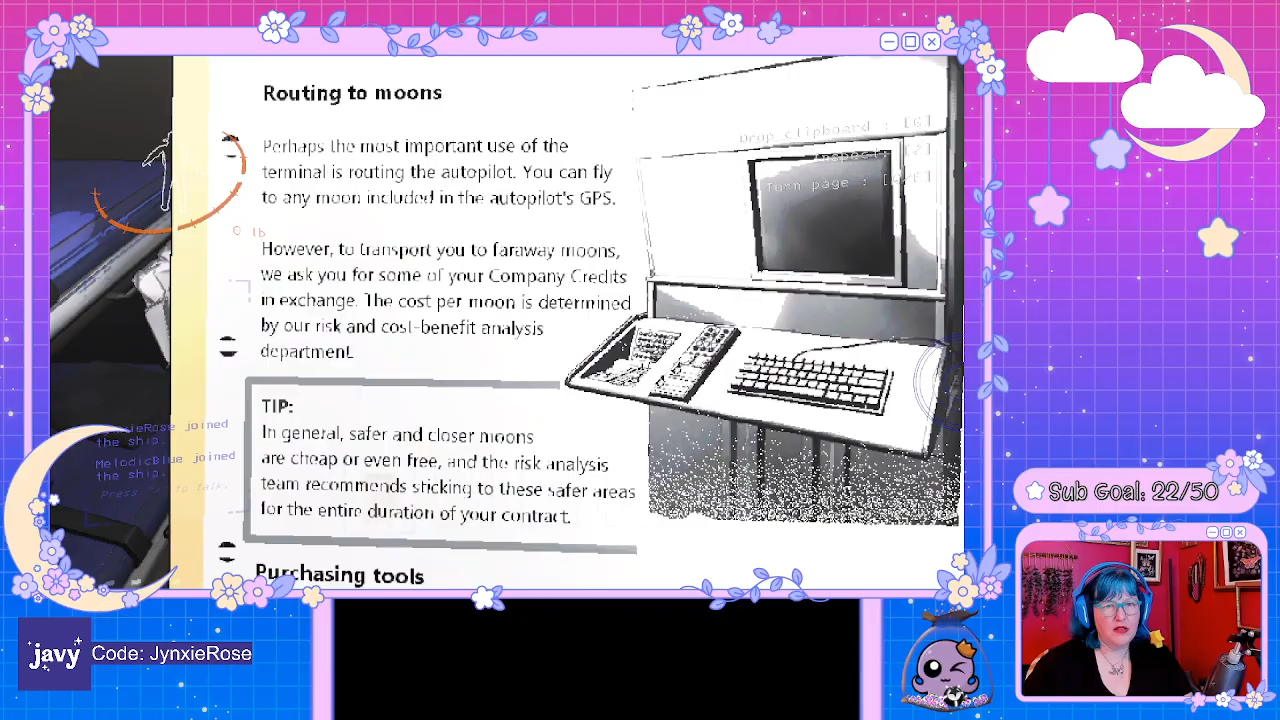 Routing to moons
Perhaps the most important use of the
terminal is routing the autopilot. You can fly
to any moon included in the autopilot's GPS.
However, to transport you to faraway moons,
we ask you for some of your Company Credits
in exchange. The cost per moon is determined
by our risk and cost-benefit analysis
department.
TIP:
In general, safer and closer moons
are cheap or even free, and the risk analysis
team recommends sticking to these safer areas
for the entire duration of your contract.
Purchasing tools
Drop clipboard : [G]
Turn page :
0 lb
joined
the ship.
MelodicBlue joined
the ship.
to talk.
Sub Goal: 22/50
javy
Code: JynxieRose